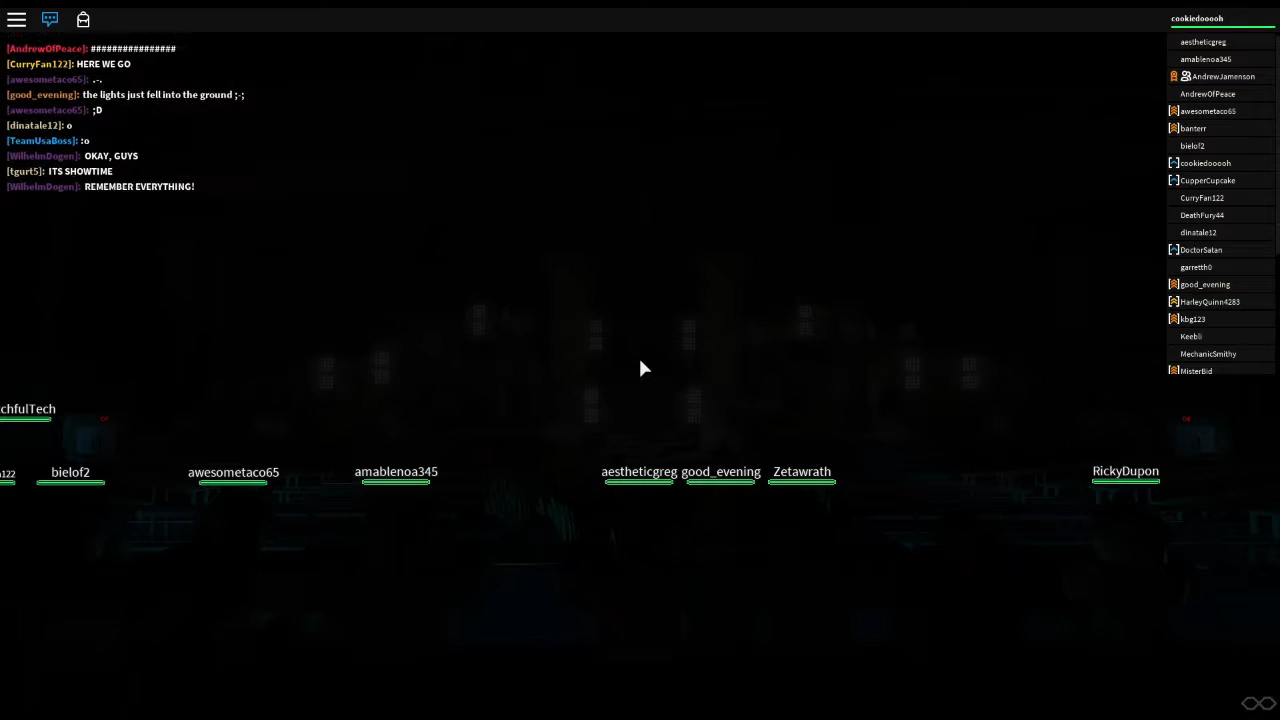 cookiedooooh
[AndrewOfPeace]: ################
[CurryFan122]: HERE WE GO
[awesometaco65]: .-.
[good_evening]: the lights just fell into the ground ;-;
[awesometaco65]: ;D
[dinatale12]: o
[TeamUsaBoss]: :o
[WilhelmDogen]: OKAY, GUYS
[tgurt5]: ITS SHOWTIME
[WilhelmDogen]: REMEMBER EVERYTHING!
aestheticgreg
amablenoa345
AndrewJamenson
AndrewOfPeace
awesometaco65
banterr
bielof2
cookiedooooh
CupperCupcake
CurryFan122
DeathFury44
dinatale12
DoctorSatan
garretth0
good_evening
HarleyQuinn4283
kbg123
Keebli
MechanicSmithy
MisterBid
chfulTech
122 bielof2 awesometaco65 amablenoa345 aestheticgreg good_evening Zetawrath RickyDupon